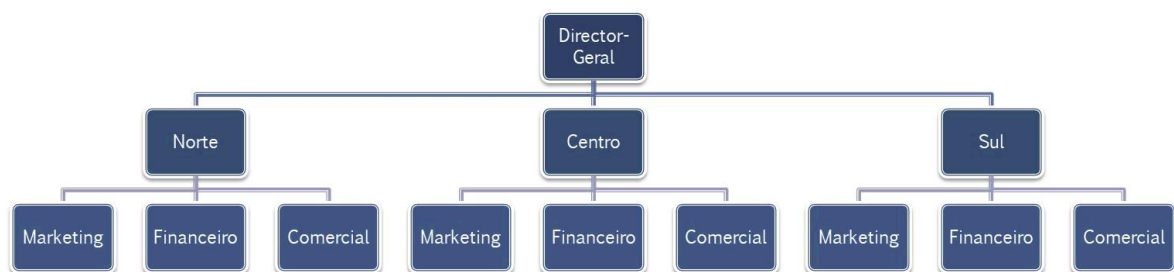 Director-
Geral
Norte
Centro
Sul
Marketing
Financeiro
Comercial
Marketing
Financeiro
Comercial
Marketing
Financeiro
Comercial